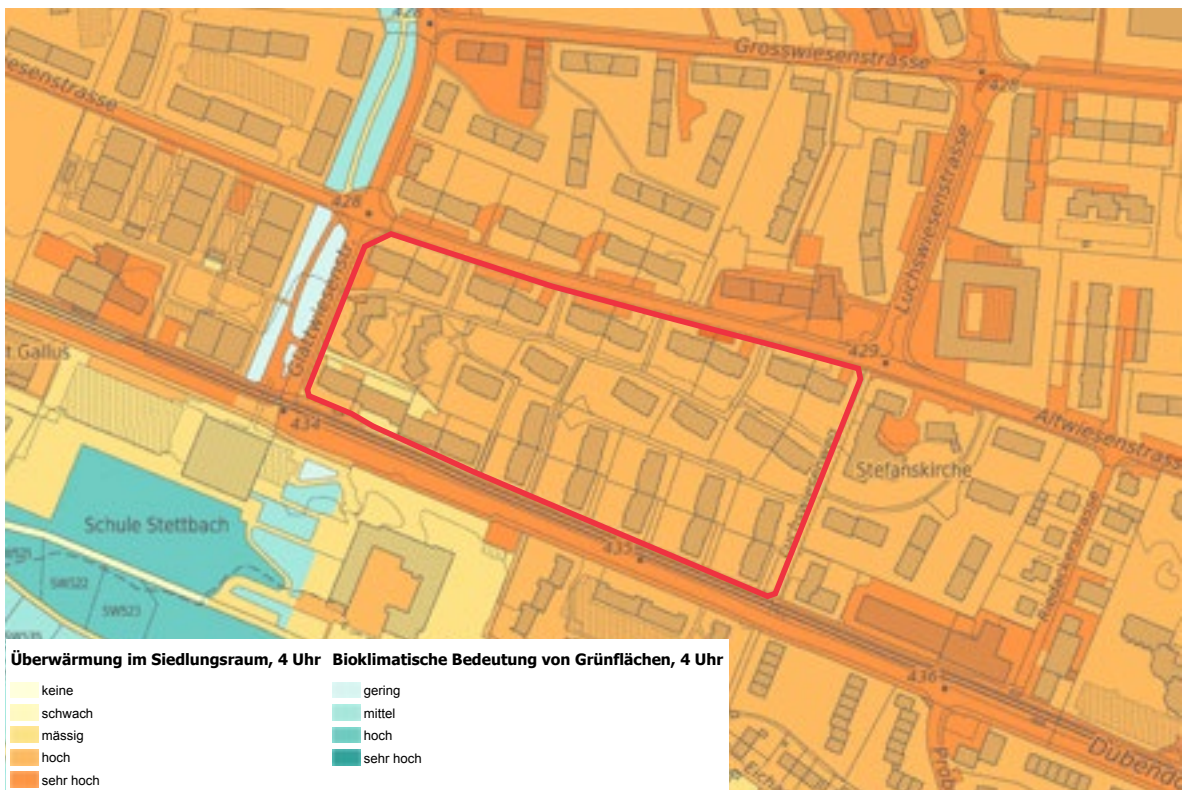 Grosswiesenstrasse
428
iesenstrasse
428
Luchswiesenstrasse
Glattwiesenst
429
t Gallus
434
Altwiesenstrasse
Stefanskirche
Schule Stettbach
435
SW522
SW523
436
Dübendo
Überwärmung im Siedlungsraum, 4 Uhr
keine
schwach
mässig
hoch
sehr hoch
Bioklimatische Bedeutung von Grünflächen, 4 Uhr
gering
mittel
hoch
sehr hoch